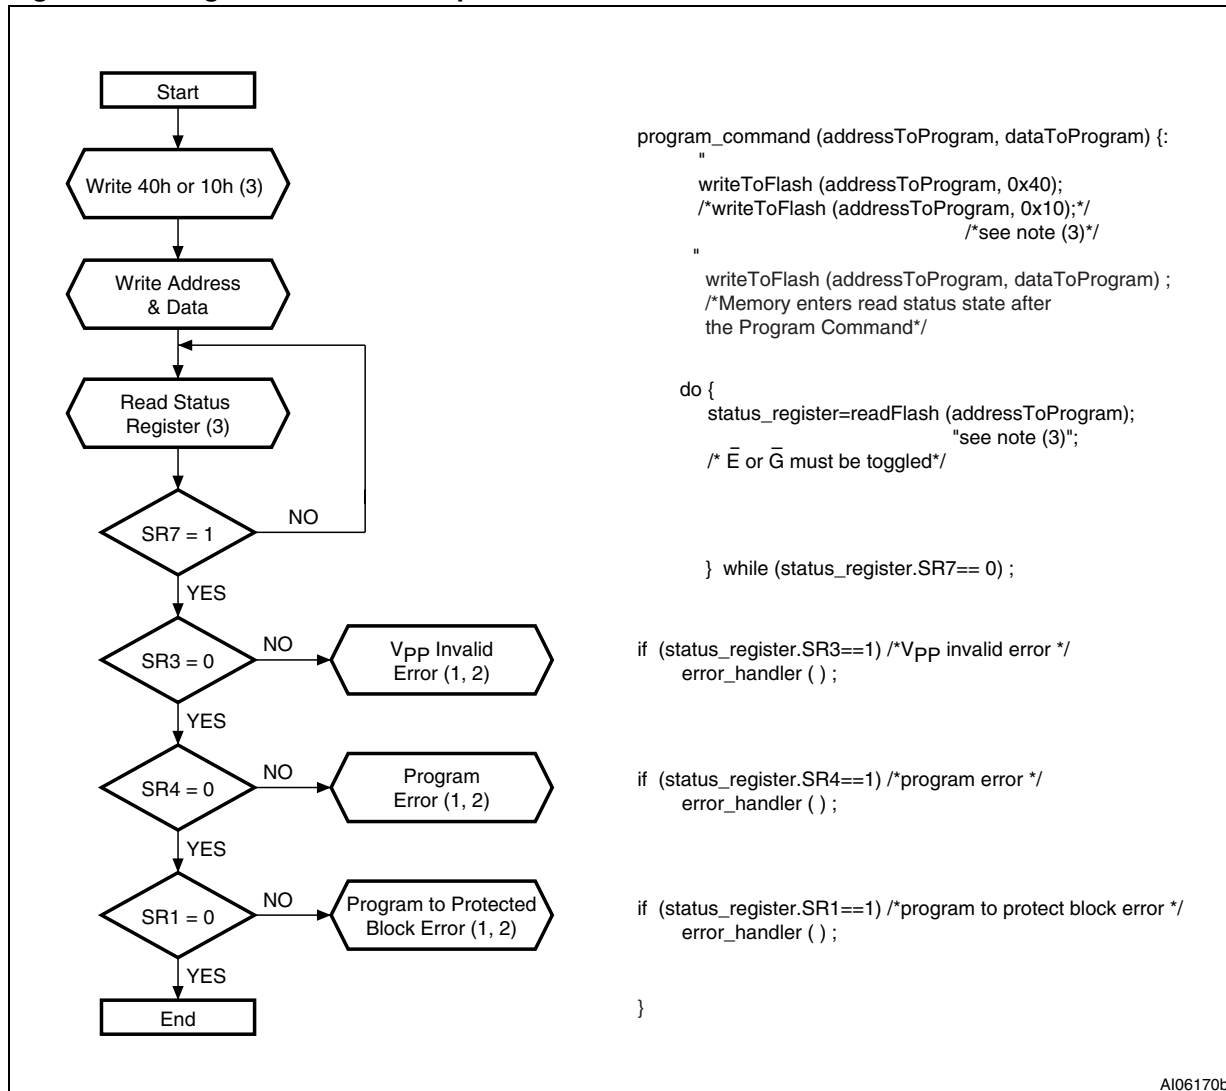 Start
Write 40h or 10h (3)
Write Address
& Data
Read Status
Register (3)
SR7 = 1
NO
YES
SR3 = 0
NO
VPP Invalid
Error (1, 2)
YES
SR4 = 0
NO
Program
Error (1, 2)
YES
SR1 = 0
NO
Program to Protected
Block Error (1, 2)
YES
End
program_command (addressToProgram, dataToProgram) {:
"
writeToFlash (addressToProgram, 0x40);
/*writeToFlash (addressToProgram, 0x10);*/
/*see note (3)*/
"
writeToFlash (addressToProgram, dataToProgram) ;
/*Memory enters read status state after
the Program Command*/
do {
status_register=readFlash (addressToProgram);
"see note (3)";
/* E̅ or G̅ must be toggled*/
} while (status_register.SR7== 0) ;
if (status_register.SR3==1) /*VPP invalid error */
error_handler ( ) ;
if (status_register.SR4==1) /*program error */
error_handler ( ) ;
if (status_register.SR1==1) /*program to protect block error */
error_handler ( ) ;
}
AI06170b